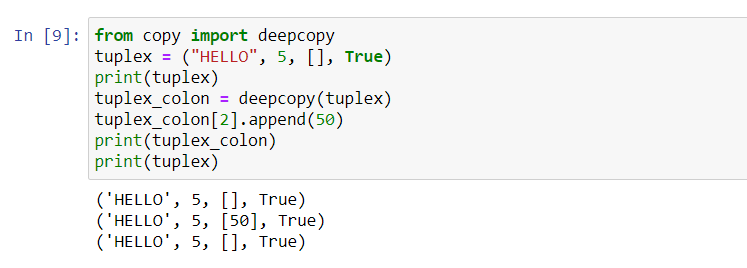 In [9]: from copy import deepcopy
tuplex = ("HELLO", 5, [], True)
print(tuplex)
tuplex_colon = deepcopy(tuplex)
tuplex_colon[2].append(50)
print(tuplex_colon)
print(tuplex)
('HELLO', 5, [], True)
('HELLO', 5, [50], True)
('HELLO', 5, [], True)